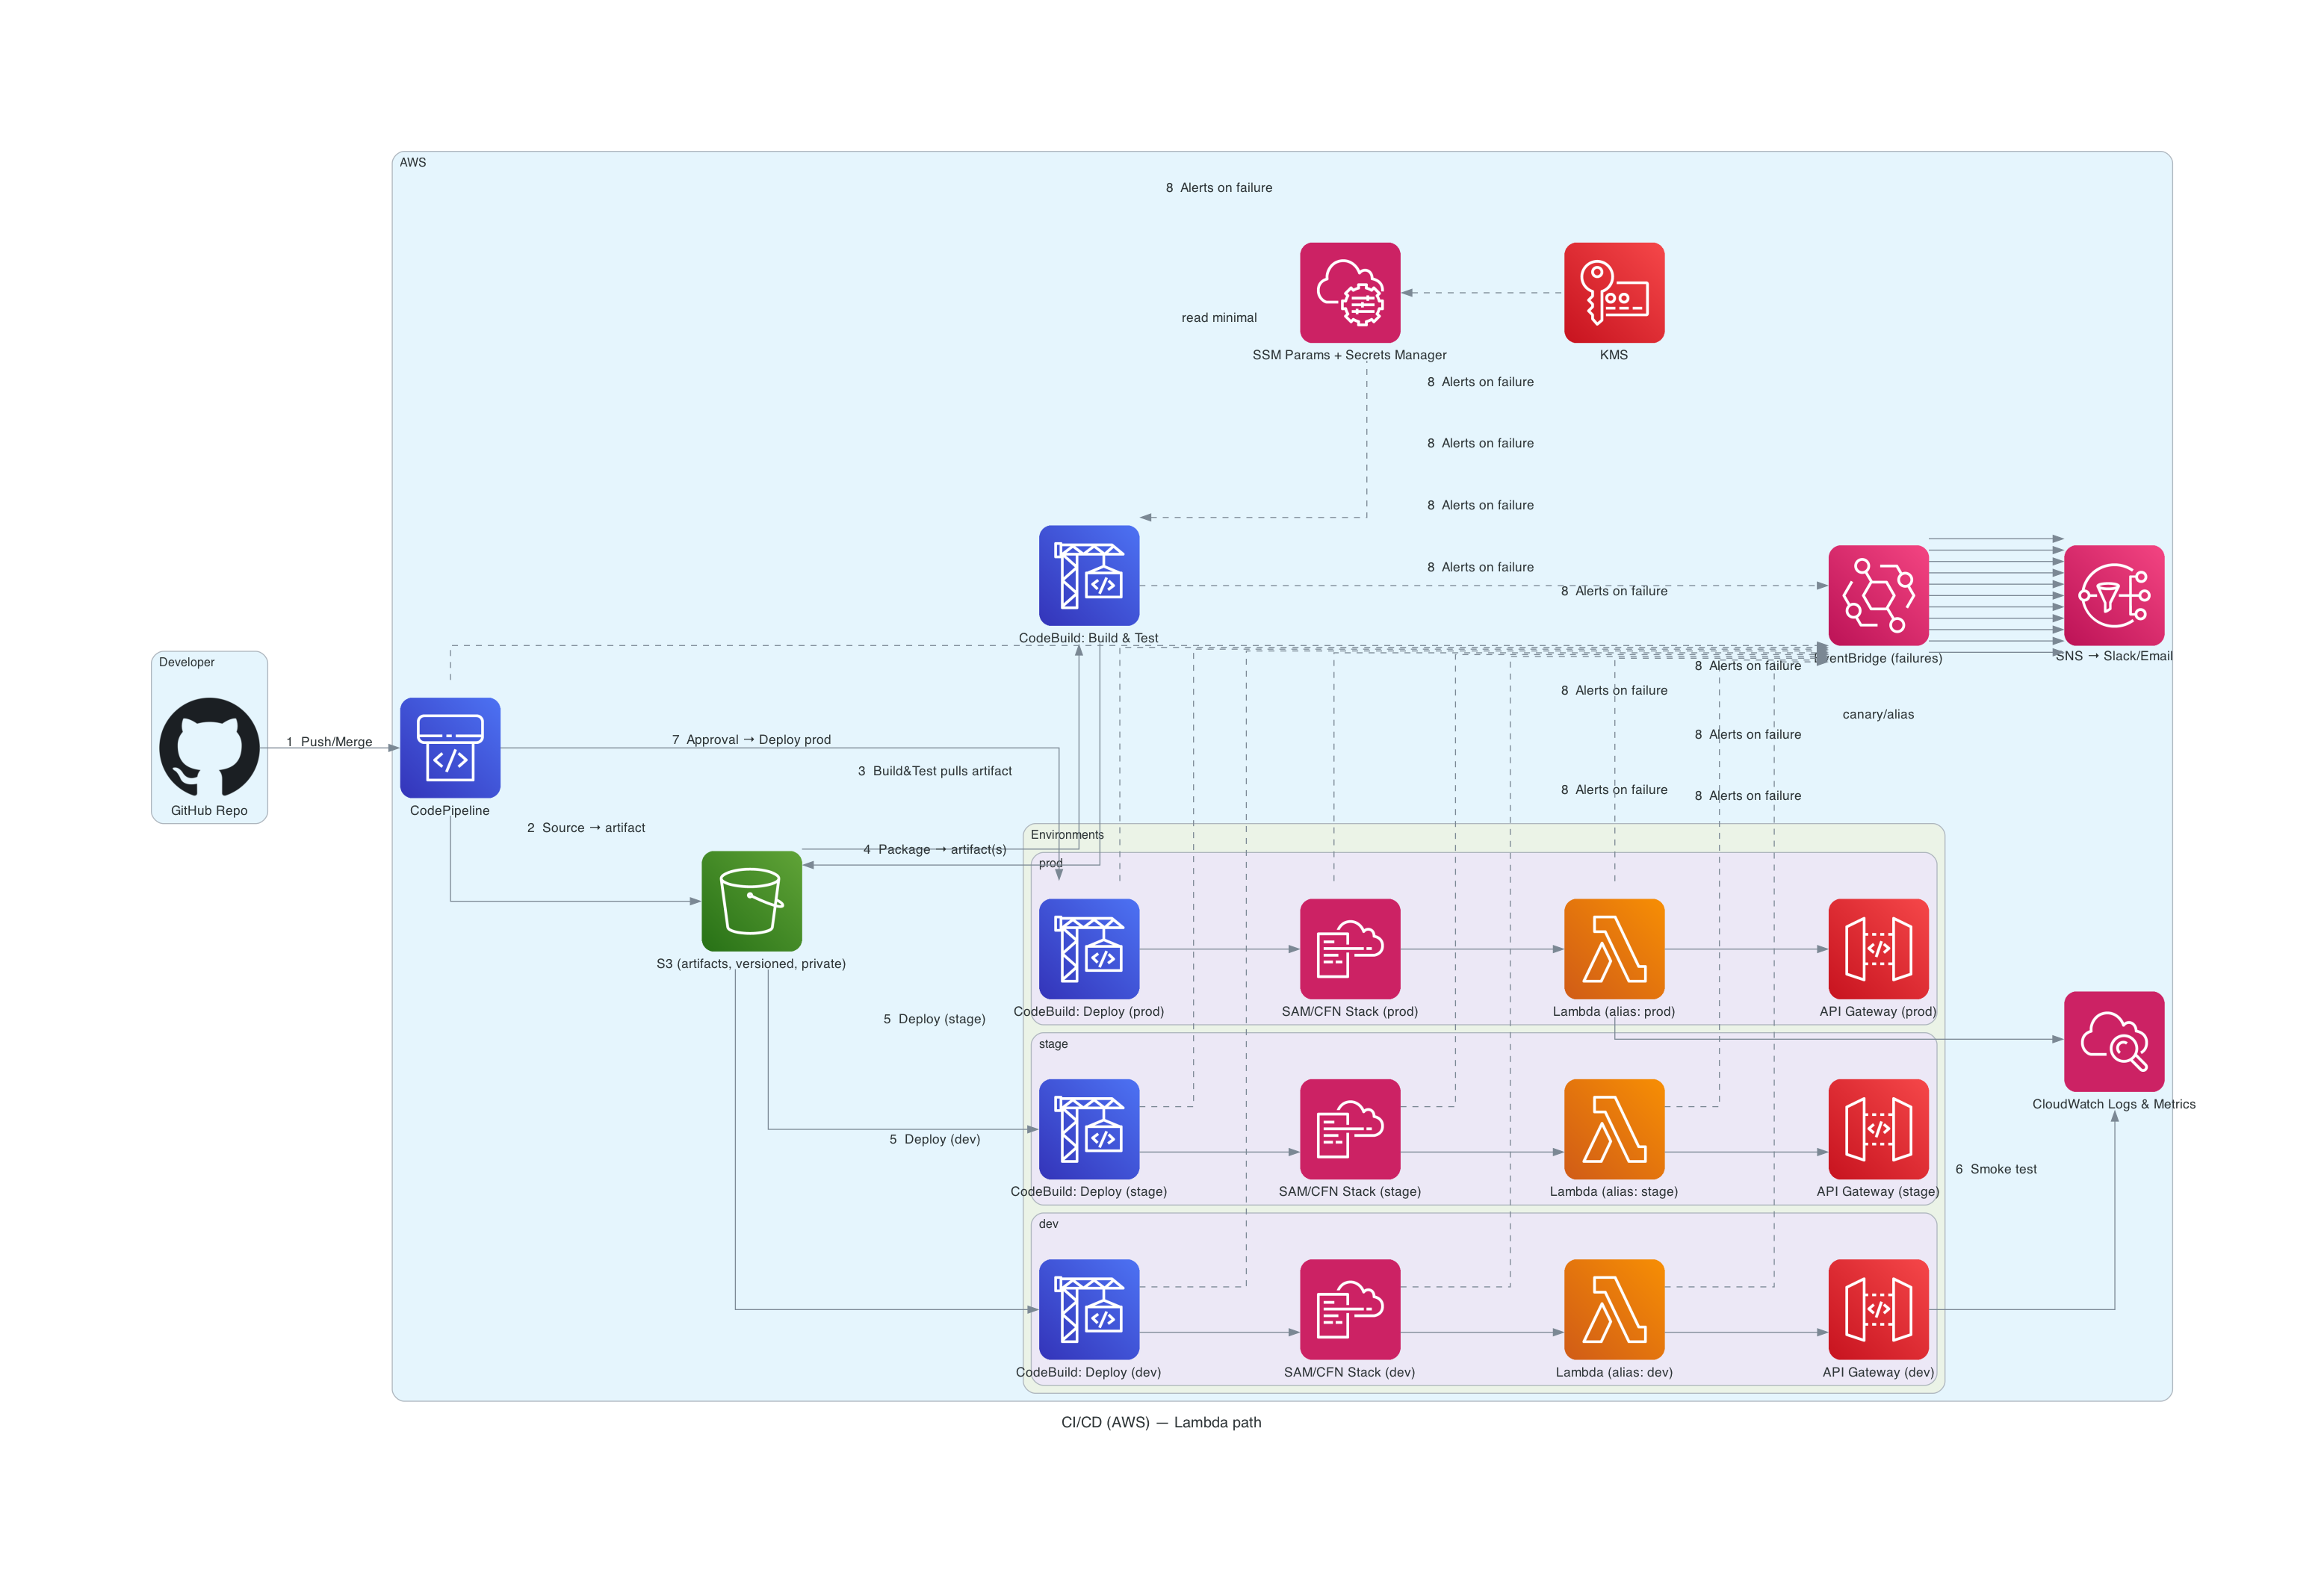 AWS
8 Alerts on failure
read minimal
SSM Params + Secrets Manager
KMS
8 Alerts on failure
8 Alerts on failure
8 Alerts on failure
8 Alerts on failure
8 Alerts on failure
CodeBuild: Build & Test
EventBridge (failures)
SNS → Slack/Email
Developer
8 Alerts on failure
8 Alerts on failure
canary/alias
1 Push/Merge
7 Approval → Deploy prod
8 Alerts on failure
3 Build&Test pulls artifact
8 Alerts on failure
8 Alerts on failure
GitHub Repo
CodePipeline
2 Source → artifact
Environments
4 Package → artifact(s)
prod
S3 (artifacts, versioned, private)
CodeBuild: Deploy (prod)
SAM/CFN Stack (prod)
Lambda (alias: prod)
API Gateway (prod)
5 Deploy (stage)
stage
CloudWatch Logs & Metrics
5 Deploy (dev)
6 Smoke test
CodeBuild: Deploy (stage)
SAM/CFN Stack (stage)
Lambda (alias: stage)
API Gateway (stage)
dev
CodeBuild: Deploy (dev)
SAM/CFN Stack (dev)
Lambda (alias: dev)
API Gateway (dev)
CI/CD (AWS) — Lambda path